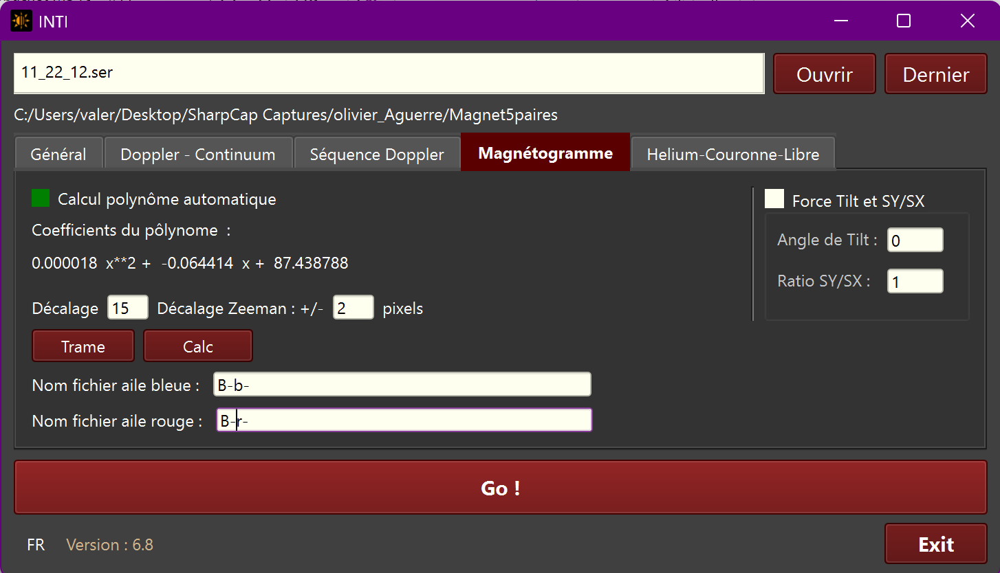 INTI
11_22_12.ser
Ouvrir
Dernier
C:/Users/valer/Desktop/SharpCap Captures/olivier_Aguerre/Magnet5paires
Général
Doppler - Continuum
Séquence Doppler
Magnétogramme
Helium-Couronne-Libre
Calcul polynôme automatique
Coefficients du pôlynome :
0.000018 x**2 + -0.064414 x + 87.438788
Décalage 15 Décalage Zeeman : +/- 2 pixels
Trame
Calc
Nom fichier aile bleue : B-b-
Nom fichier aile rouge : B-r-
Force Tilt et SY/SX
Angle de Tilt : 0
Ratio SY/SX : 1
Go !
FR Version : 6.8
Exit